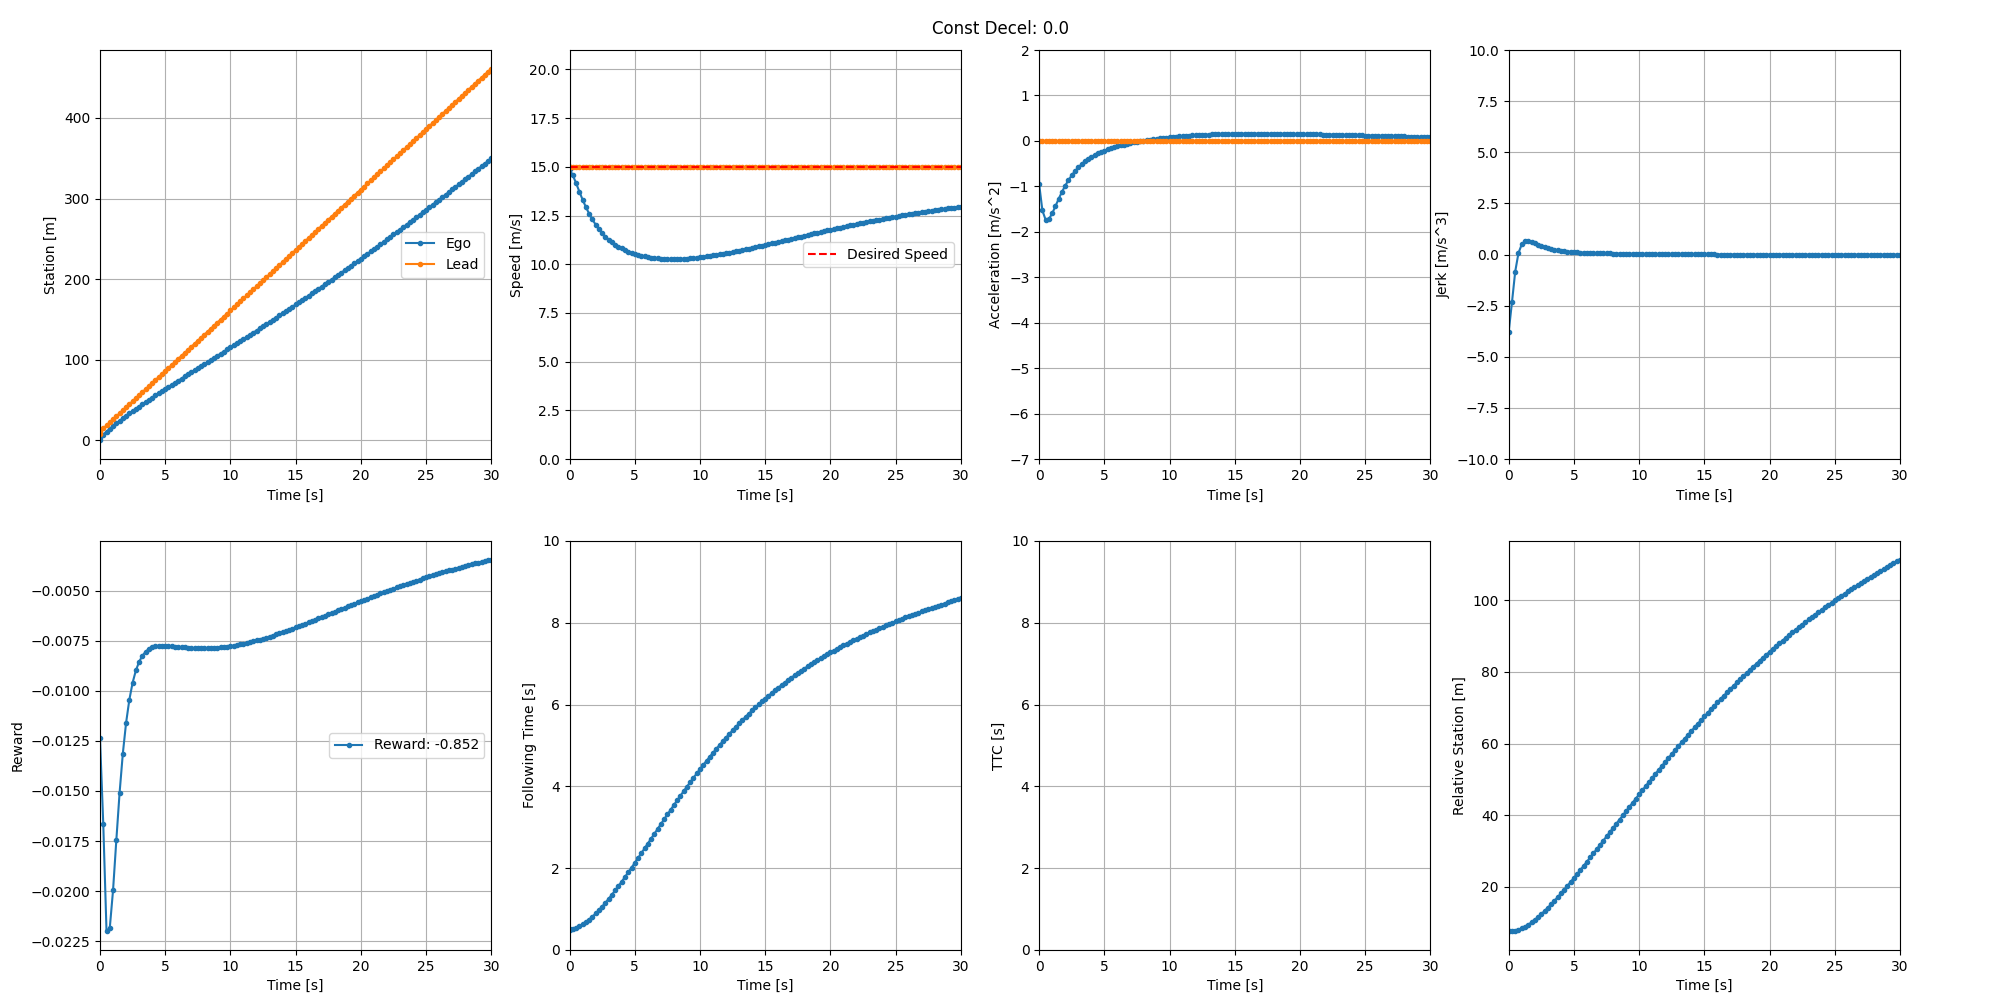 Const Decel: 0.0
Station [m]
400
300
200
100
0
Ego
Lead
0 5 10 15 20 25 30
Time [s]
Speed [m/s]
20.0
17.5
15.0
12.5
10.0
7.5
5.0
2.5
0.0
Desired Speed
0 5 10 15 20 25 30
Time [s]
Acceleration [m/s^2]
2
1
0
−1
−2
−3
−4
−5
−6
−7
0 5 10 15 20 25 30
Time [s]
Jerk [m/s^3]
10.0
7.5
5.0
2.5
0.0
−2.5
−5.0
−7.5
−10.0
0 5 10 15 20 25 30
Time [s]
Reward
−0.0050
−0.0075
−0.0100
−0.0125
−0.0150
−0.0175
−0.0200
−0.0225
Reward: -0.852
0 5 10 15 20 25 30
Time [s]
Following Time [s]
10
8
6
4
2
0
0 5 10 15 20 25 30
Time [s]
TTC [s]
10
8
6
4
2
0
0 5 10 15 20 25 30
Time [s]
Relative Station [m]
100
80
60
40
20
0 5 10 15 20 25 30
Time [s]